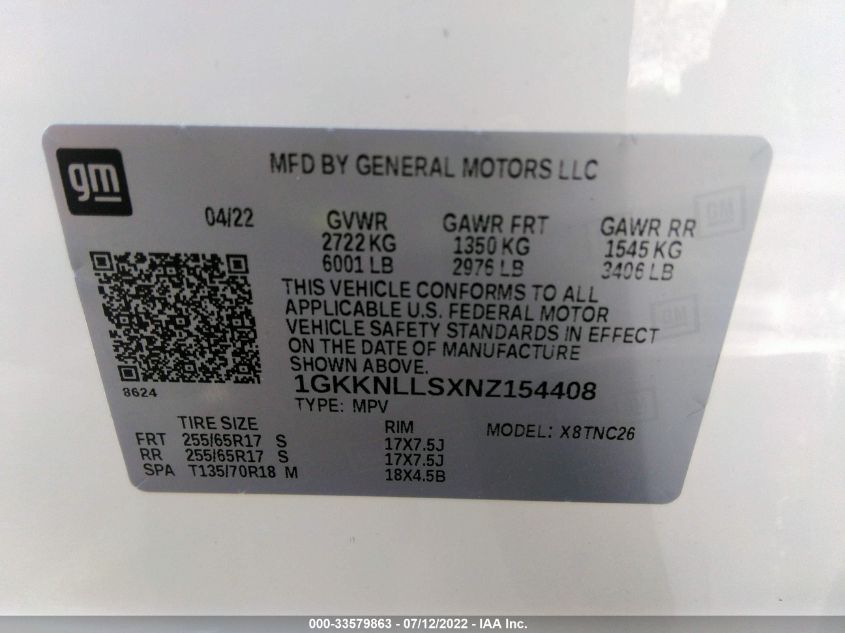 gm
MFD BY GENERAL MOTORS LLC
04/22 GVWR GAWR FRT GAWR RR
2722 KG 1350 KG 1545 KG
6001 LB 2976 LB 3406 LB
THIS VEHICLE CONFORMS TO ALL
APPLICABLE U.S. FEDERAL MOTOR
VEHICLE SAFETY STANDARDS IN EFFECT
ON THE DATE OF MANUFACTURE
SHOWN ABOVE.
8624
1GKKNLLSXNZ154408
TYPE: MPV
TIRE SIZE RIM MODEL: X8TNC26
FRT 255/65R17 S 17X7.5J
RR 255/65R17 S 17X7.5J
SPA T135/70R18 M 18X4.5B
GM
GM
000-33579863 - 07/12/2022 - IAA Inc.